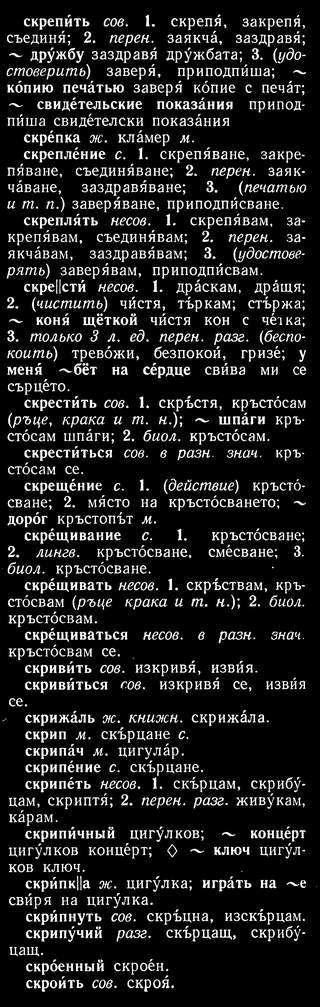 скрепи́ть сов. 1. скрепя́, закрепя́,
съединя́; 2. перен. заякча́, заздравя́;
~ дру́жбу заздравя́ дру́жбата; 3. (удо-
стоверить) заверя́, приподпи́ша; ~
ко́пию печа́тью заверя́ ко́пие с печа́т;
~ свиде́тельские показа́ния припод-
пи́ша свиде́телски показа́ния
скре́пка ж. кла́мер м.
скрепле́ние с. 1. скрепя́ване, закре-
пя́ване, съединя́ване; 2. перен. заяк-
ча́ване, заздравя́ване; 3. (печатью
и т. п.) заверя́ване, приподпи́сване.
скрепля́ть несов. 1. скрепя́вам, за-
крепя́вам, съединя́вам; 2. перен. за-
якча́вам, заздравя́вам; 3. (удостове-
рять) заверя́вам, приподпи́свам.
скре||сти́ несов. 1. дра́скам, дра́щя;
2. (чистить) чи́стя, тъ́ркам; стъ́ржа;
~ коня́ щёткой чи́стя кон с че́тка;
3. только 3 л. ед. перен. разг. (беспо-
коить) трево́жи, безпокои́, гризе́; у
меня́ ~бёт на се́рдце сви́ва ми се
сърце́то.
скрести́ть сов. 1. скръ́стя, кръсто́сам
(ръце, крака и т. н.); ~ шпа́ги кръ-
сто́сам шпа́ги; 2. биол. кръсто́сам.
скрести́ться сов. в разн. знач. кръ-
сто́сам се.
скреще́ние с. 1. (действие) кръсто́-
сване; 2. мя́сто на кръсто́сването; ~
доро́г кръстопъ́т м.
скре́щивание с. 1. кръсто́сване;
2. лингв. кръсто́сване, сме́сване; 3.
биол. кръсто́сване.
скре́щивать несов. 1. скръ́ствам, кръ-
сто́свам (ръце крака и т. н.); 2. биол.
кръсто́свам.
скре́щиваться несов. в разн. знач.
кръсто́свам се.
скриви́ть сов. изкривя́, изви́я.
скриви́ться сов. изкривя́ се, изви́я
се.
скрижа́ль ж. книжн. скрижа́ла.
скрип м. скъ́рцане с.
скрипа́ч м. цигула́р.
скрипе́ние с. скъ́рцане.
скрипе́ть несов. 1. скъ́рцам, скрибу́-
цам, скриптя́; 2. перен. разг. живу́кам,
ка́рам.
скрипи́чный цигу́лков; ~ конце́рт
цигу́лков конце́рт; ◊ ~ ключ цигу́л-
ков ключ.
скри́пк||а ж. цигу́лка; игра́ть на ~е
сви́ря на цигу́лка.
скри́пнуть сов. скръ́цна, изскъ́рцам.
скрипу́чий разг. скъ́рцащ, скрибу́-
цащ.
скро́енный скрое́н.
скрои́ть сов. скроя́.